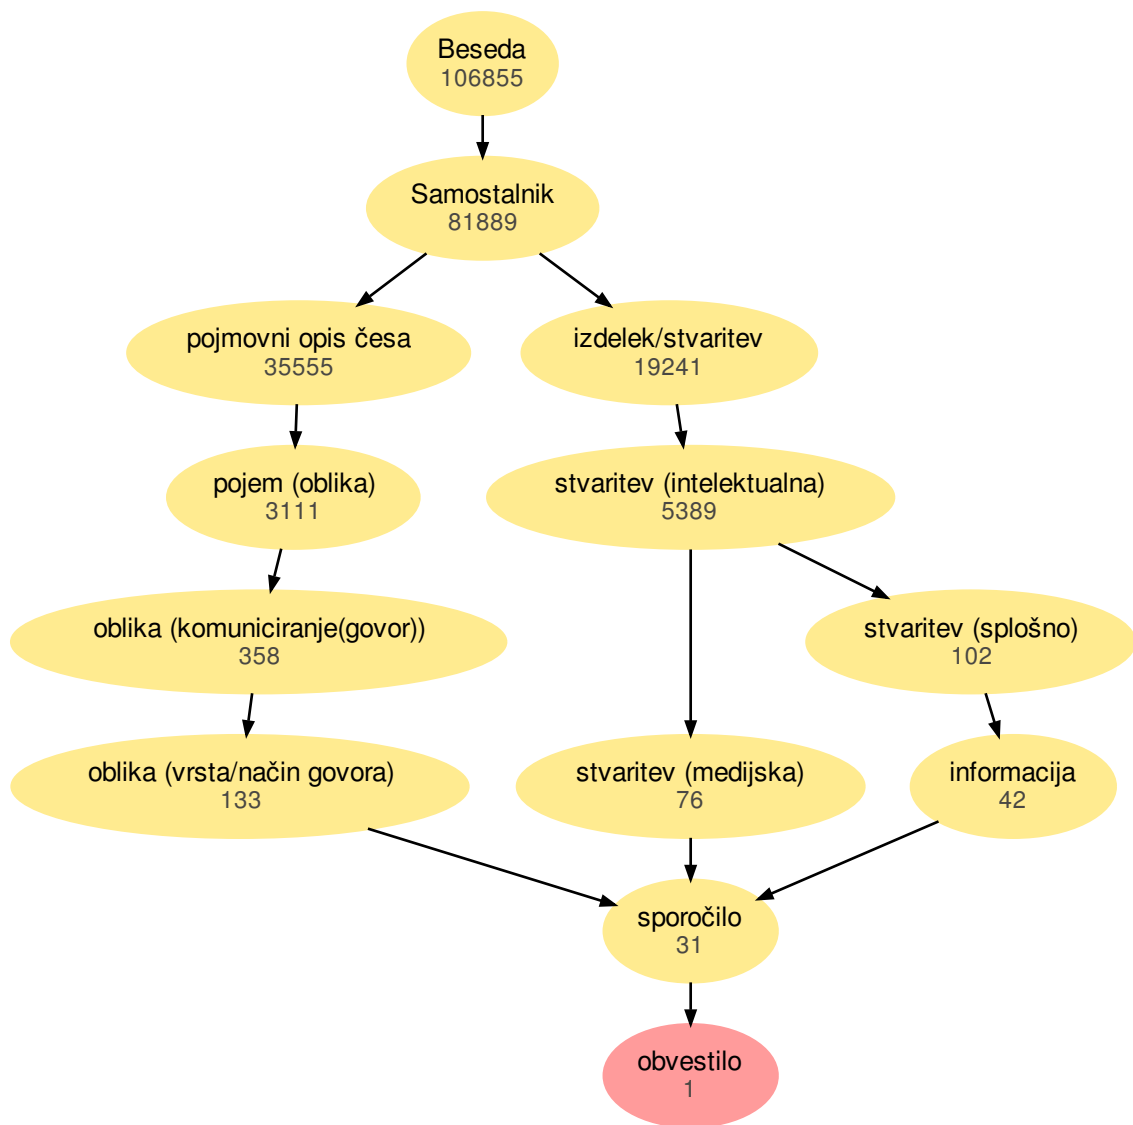 Beseda
106855
Samostalnik
81889
pojmovni opis česa
35555
izdelek/stvaritev
19241
pojem (oblika)
3111
stvaritev (intelektualna)
5389
oblika (komuniciranje(govor))
358
stvaritev (splošno)
102
oblika (vrsta/način govora)
133
stvaritev (medijska)
76
informacija
42
sporočilo
31
obvestilo
1